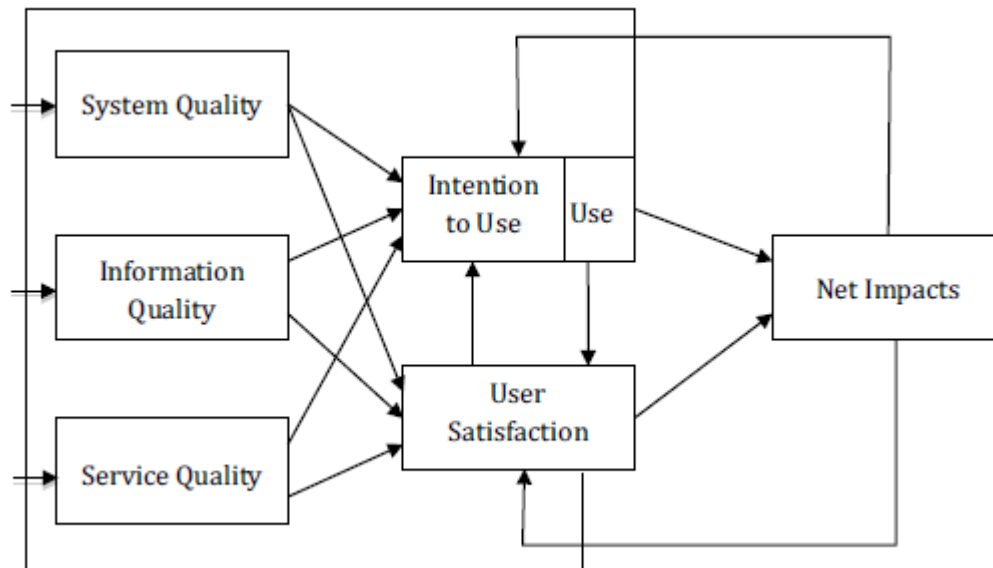 System Quality
Intention
to Use
Use
Information
Quality
Net Impacts
User
Satisfaction
Service Quality